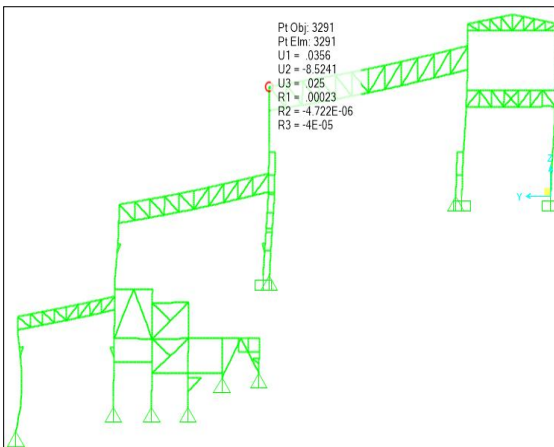 Pt Obj: 3291
Pt Elm: 3291
U1 = .0356
U2 = -8.5241
U3 = .025
R1 = .00023
R2 = -4.722E-06
R3 = -4E-05
Z
Y